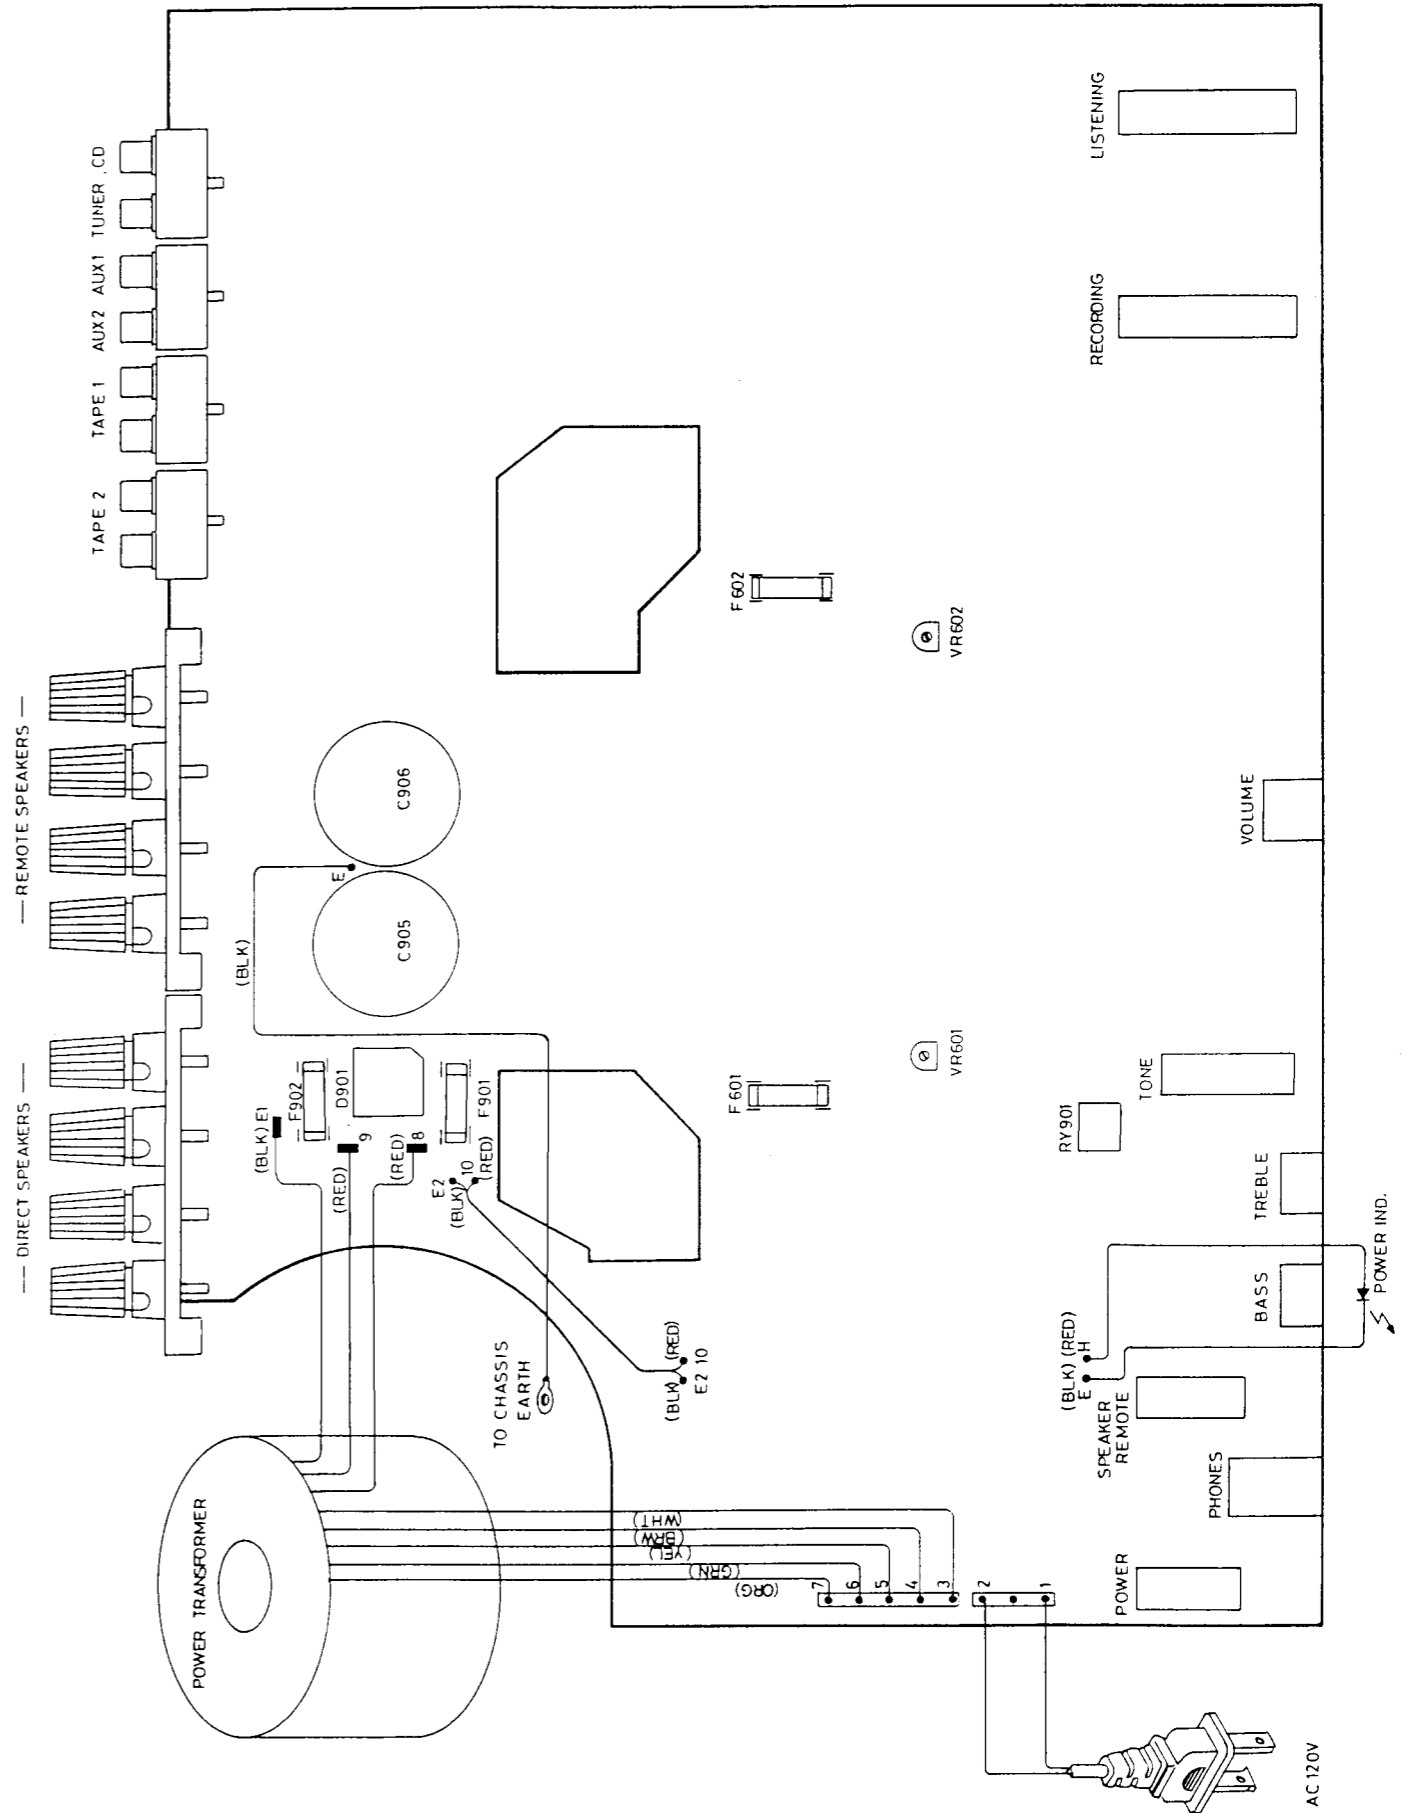 LISTENING
RECORDING
VOLUME
TONE
TREBLE
BASS
POWER IND.
PHONES
POWER
SPEAKER
REMOTE
(BLK) (RED)
E H
RY901
TUNER . CD
AUX2 AUX1
TAPE 1
TAPE 2
— REMOTE SPEAKERS —
— DIRECT SPEAKERS —
F602
VR602
C906
C905
E
(BLK)
F601
VR601
F902
D901
F901
(BLK) E1
(RED)
9
(RED)
8
E2
(BLK)
10
(RED)
TO CHASSIS
EARTH
(BLK) (RED)
E2 10
POWER TRANSFORMER
(WHT)
(BRW)
(YEL)
(GRN)
(ORG)
7
6
5
4
3
2
1
AC 120V